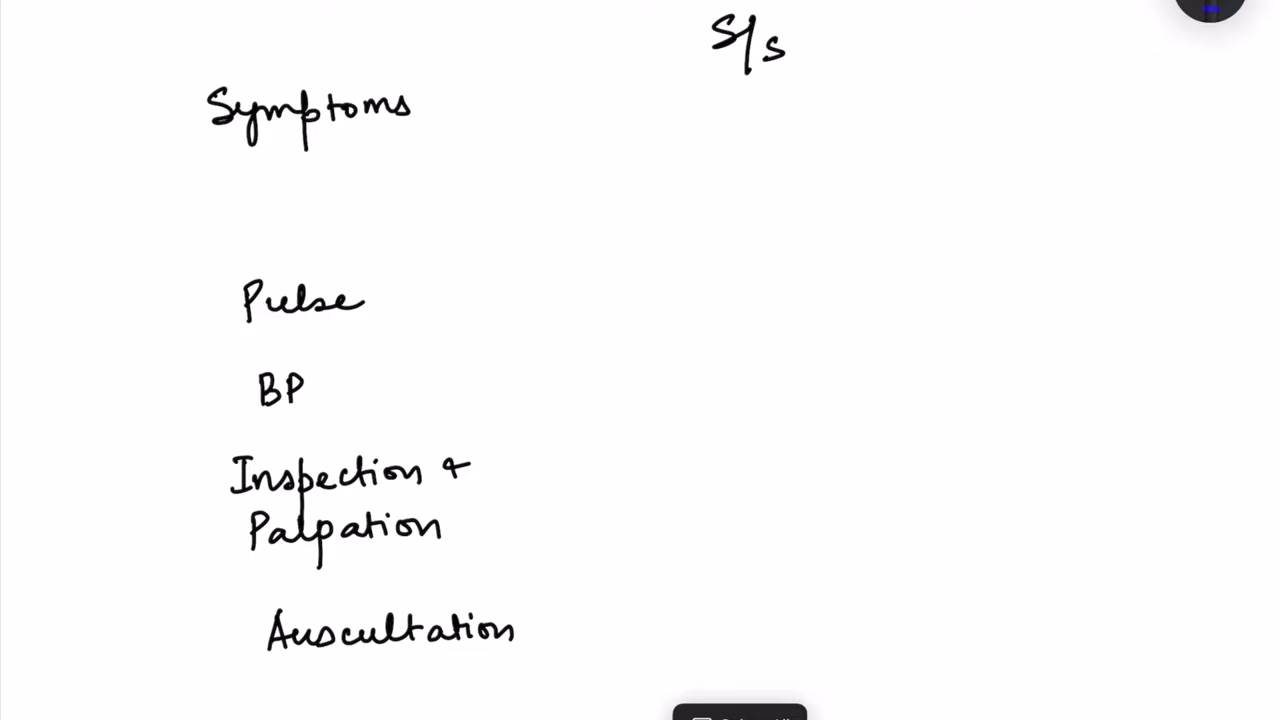 S/s
Symptoms
Pulse
BP
Inspection +
Palpation
Auscultation